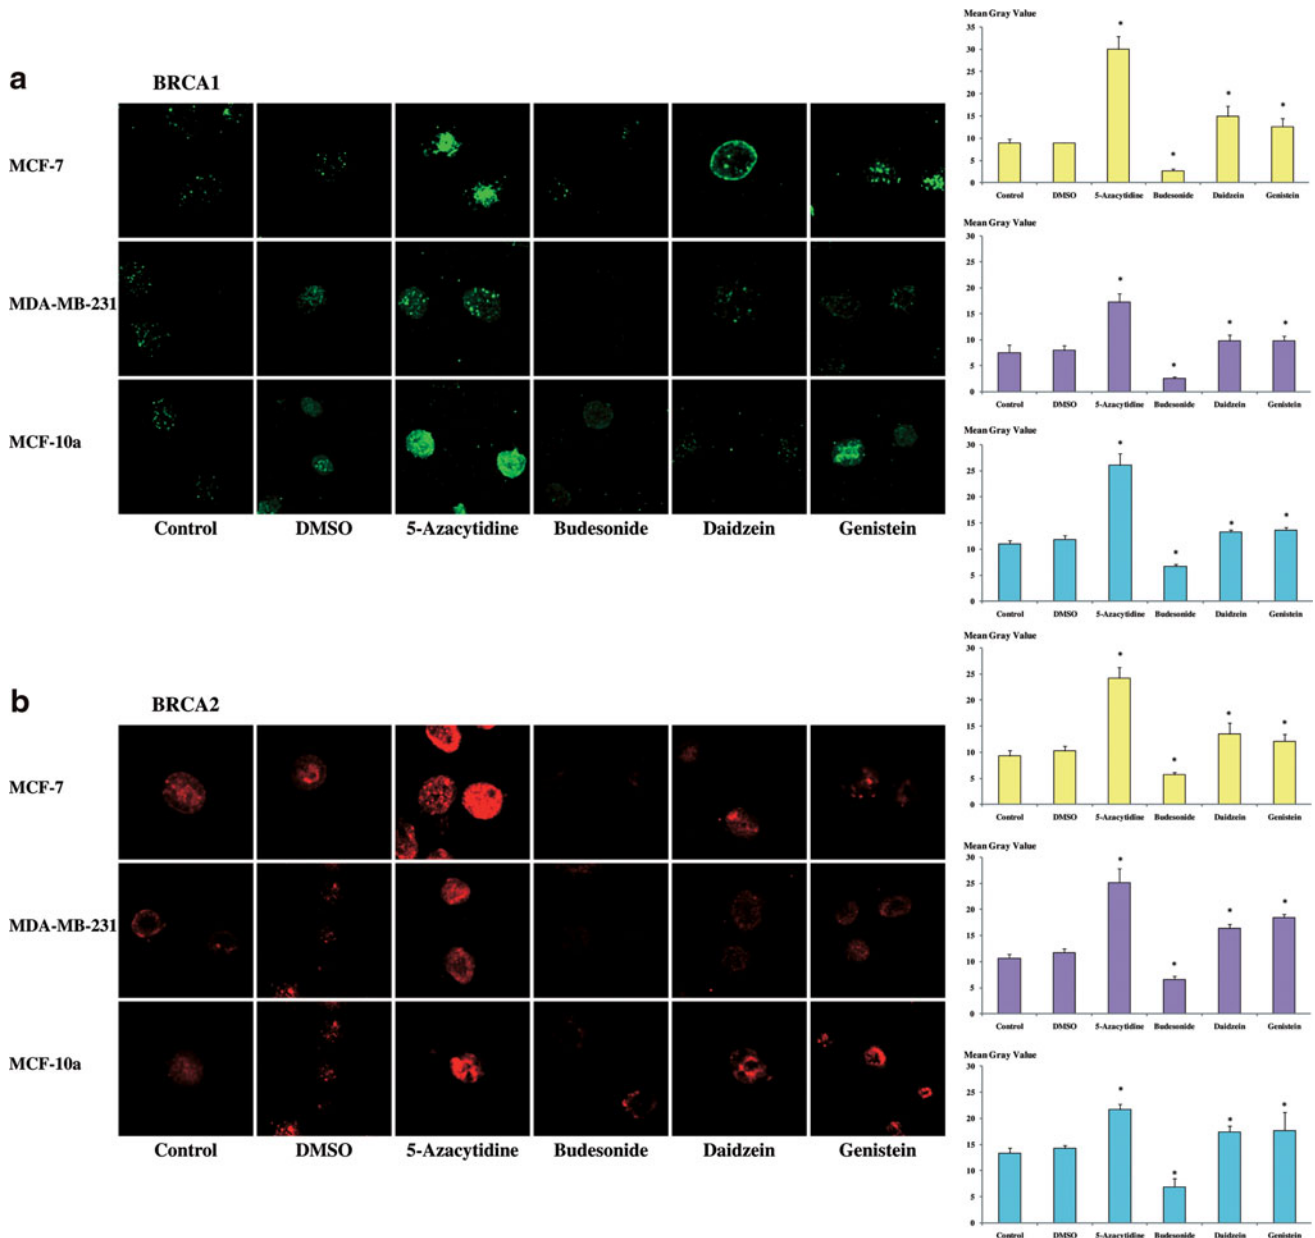 a
BRCA1
MCF-7
MDA-MB-231
MCF-10a
Control DMSO 5-Azacytidine Budesonide Daidzein Genistein
Mean Gray Value
35
30
25
20
15
10
5
0
Control DMSO 5-Azacytidine Budesonide Daidzein Genistein
* * * *
Mean Gray Value
30
25
20
15
10
5
0
Control DMSO 5-Azacytidine Budesonide Daidzein Genistein
* * * *
Mean Gray Value
30
25
20
15
10
5
0
Control DMSO 5-Azacytidine Budesonide Daidzein Genistein
* * * *
b
BRCA2
MCF-7
MDA-MB-231
MCF-10a
Control DMSO 5-Azacytidine Budesonide Daidzein Genistein
Mean Gray Value
30
25
20
15
10
5
0
Control DMSO 5-Azacytidine Budesonide Daidzein Genistein
* * * *
Mean Gray Value
30
25
20
15
10
5
0
Control DMSO 5-Azacytidine Budesonide Daidzein Genistein
* * * *
Mean Gray Value
30
25
20
15
10
5
0
Control DMSO 5-Azacytidine Budesonide Daidzein Genistein
* * * *